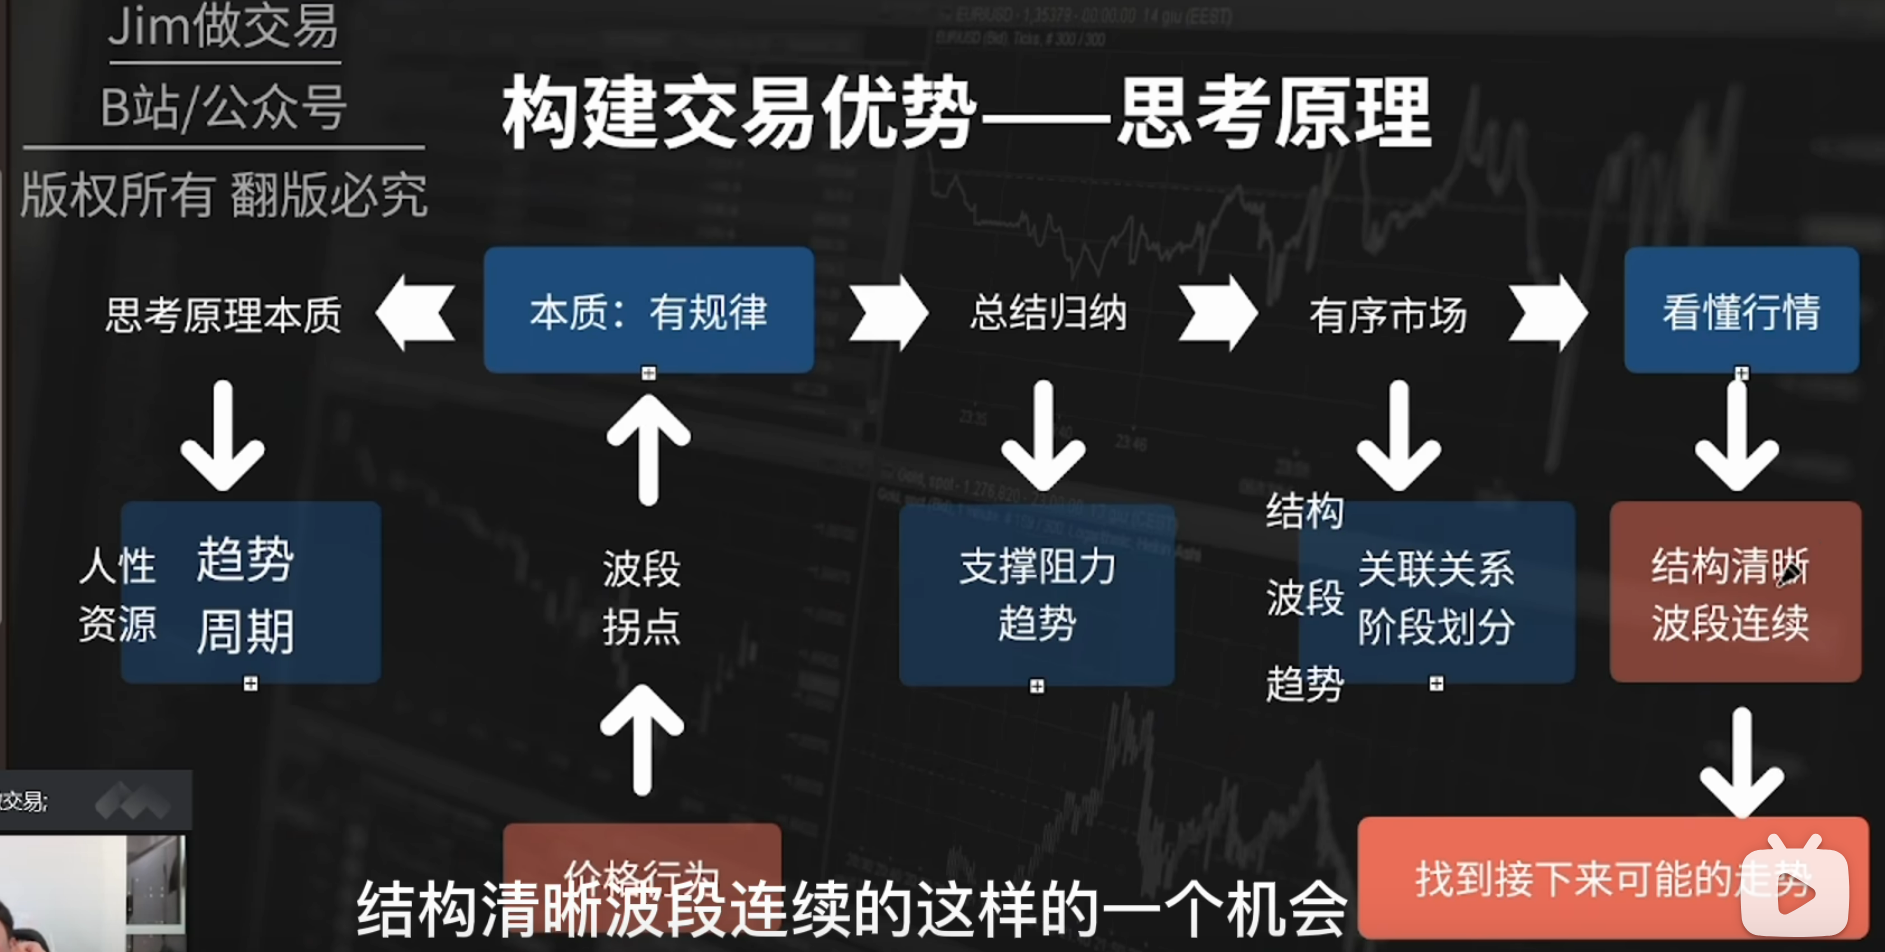 Jim做交易
B站/公众号
版权所有 翻版必究
构建交易优势——思考原理
思考原理本质
本质：有规律
总结归纳
有序市场
看懂行情
人性
资源
趋势
周期
波段
拐点
支撑阻力
趋势
结构
波段
趋势
关联关系
阶段划分
结构清晰
波段连续
交易;
价格行为
找到接下来可能的走势
结构清晰波段连续的这样的一个机会